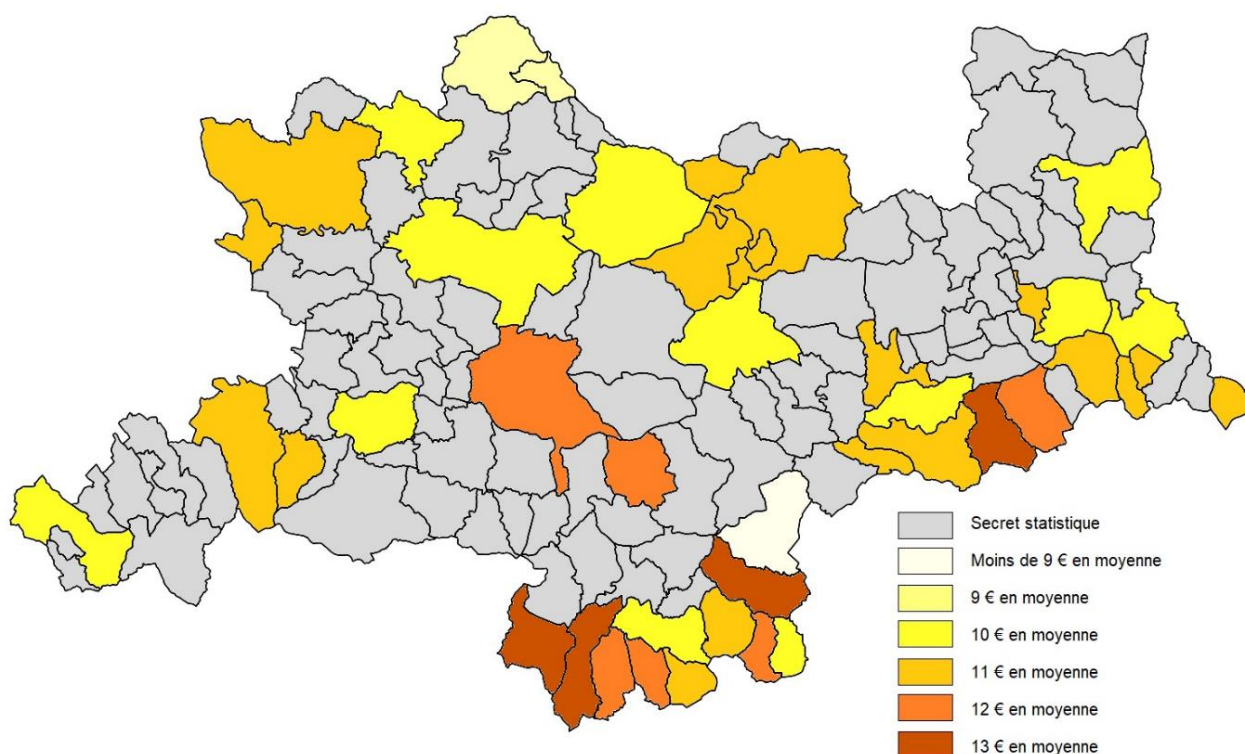 Secret statistique
Moins de 9 € en moyenne
9 € en moyenne
10 € en moyenne
11 € en moyenne
12 € en moyenne
13 € en moyenne